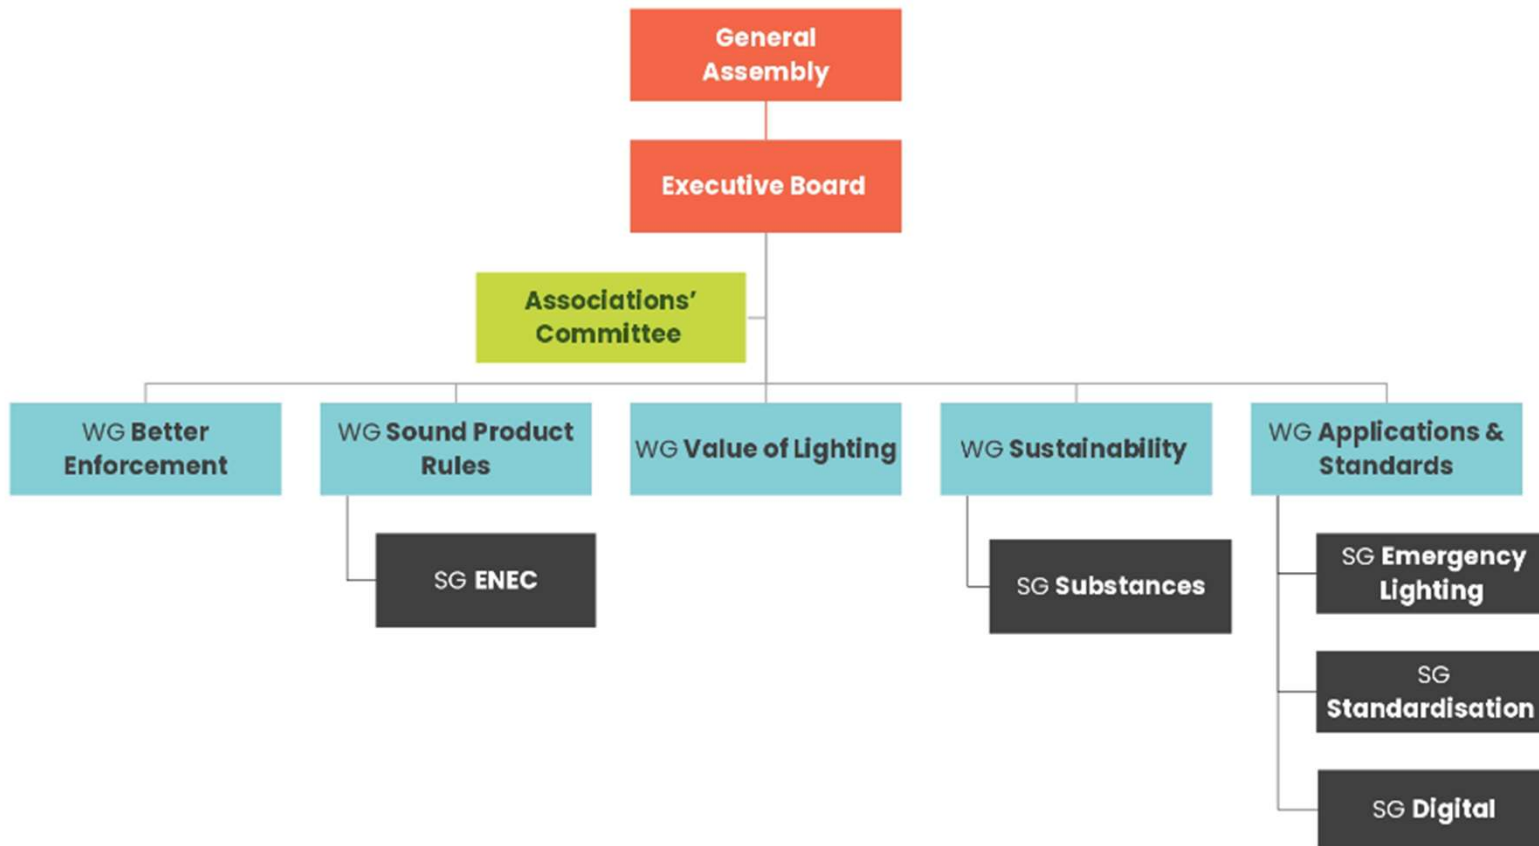 General
Assembly
Executive Board
Associations’
Committee
WG Better
Enforcement
WG Sound Product
Rules
WG Value of Lighting
WG Sustainability
WG Applications &
Standards
SG ENEC
SG Substances
SG Emergency
Lighting
SG
Standardisation
SG Digital